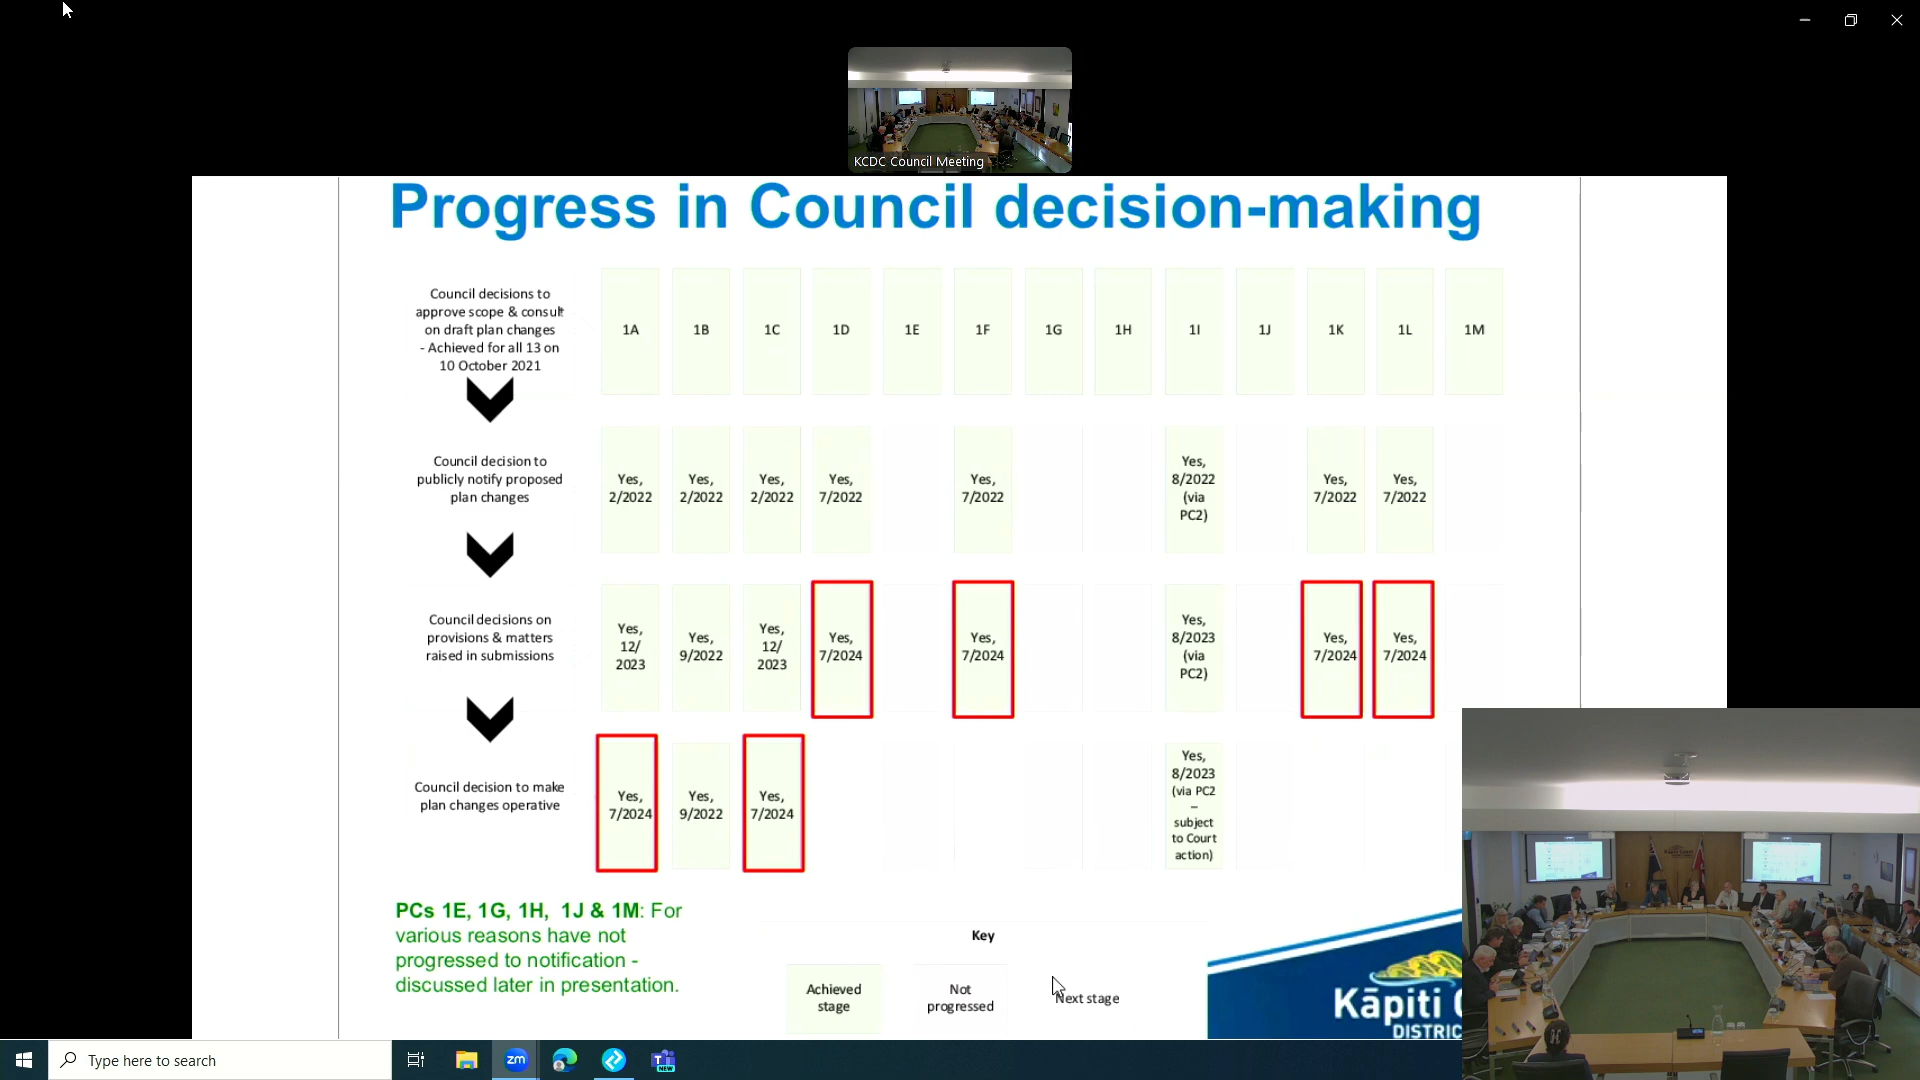 KCDC Council Meeting
Progress in Council decision-making
Council decisions to
approve scope & consult
on draft plan changes
- Achieved for all 13 on
10 October 2021
1A
1B
1C
1D
1E
1F
1G
1H
1I
1J
1K
1L
1M
Council decision to
publicly notify proposed
plan changes
Yes,
2/2022
Yes,
2/2022
Yes,
2/2022
Yes,
7/2022
Yes,
7/2022
Yes,
8/2022
(via
PC2)
Yes,
7/2022
Yes,
7/2022
Council decisions on
provisions & matters
raised in submissions
Yes,
12/
2023
Yes,
9/2022
Yes,
12/
2023
Yes,
7/2024
Yes,
7/2024
Yes,
8/2023
(via
PC2)
Yes,
7/2024
Yes,
7/2024
Council decision to make
plan changes operative
Yes,
7/2024
Yes,
9/2022
Yes,
7/2024
Yes,
8/2023
(via PC2
–
subject
to Court
action)
PCs 1E, 1G, 1H, 1J & 1M: For
various reasons have not
progressed to notification -
discussed later in presentation.
Key
Achieved
stage
Not
progressed
Next stage
Kāpiti C
DISTRIC
Type here to search
zm
T
NEW